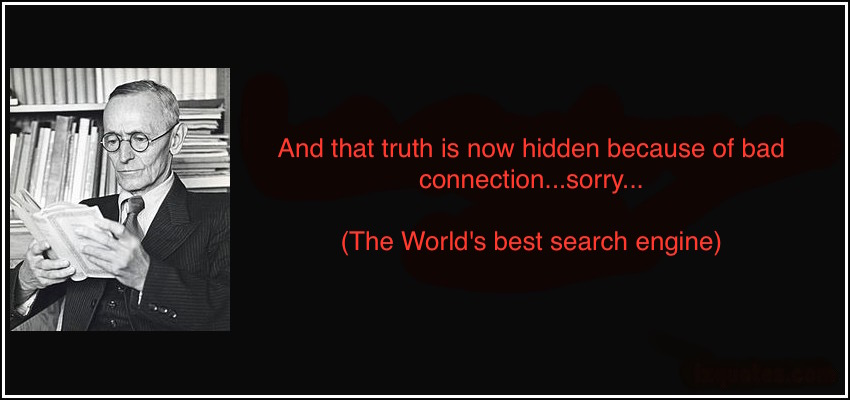 And that truth is now hidden because of bad
connection...sorry...
(The World's best search engine)